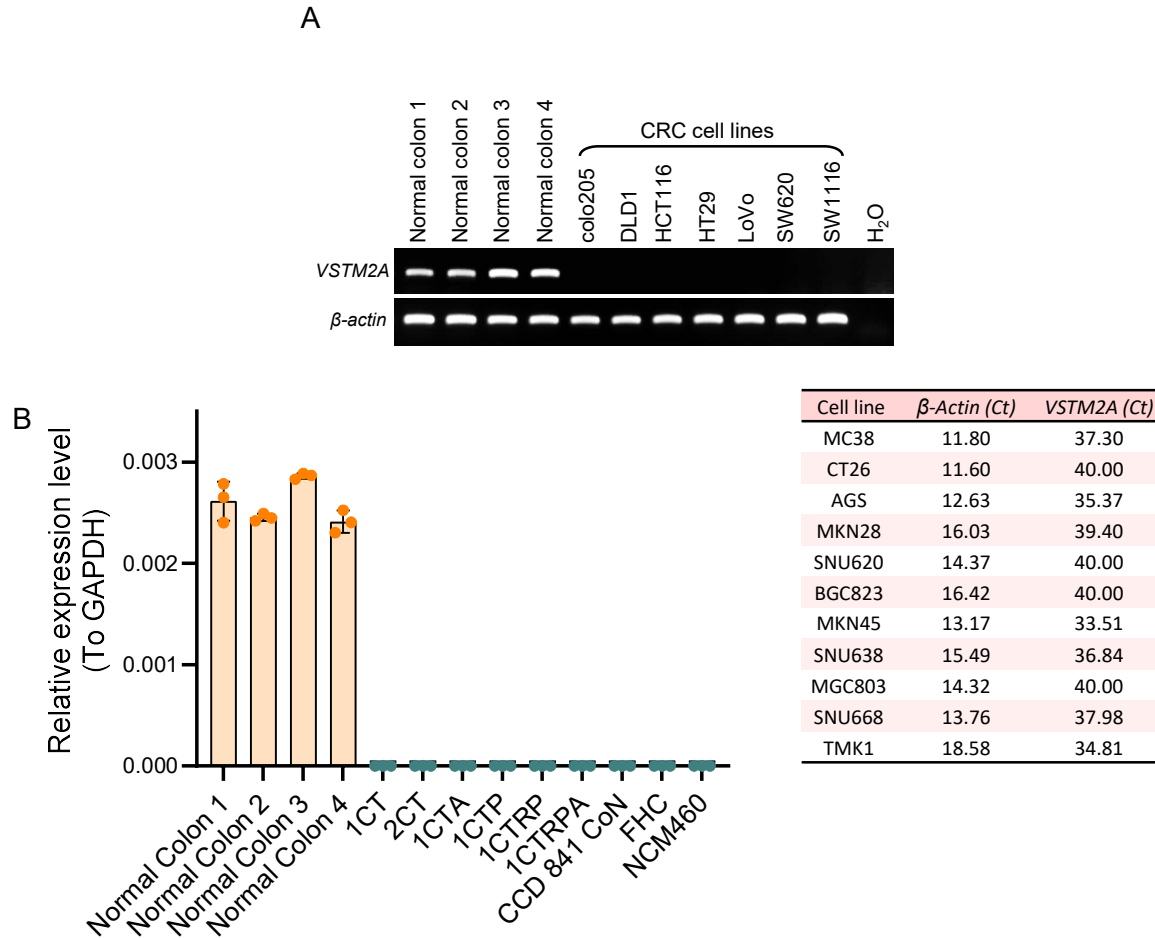 A
Normal colon 1
Normal colon 2
Normal colon 3
Normal colon 4
CRC cell lines
colo205
DLD1
HCT116
HT29
LoVo
SW620
SW1116
H₂O
VSTM2A
β-actin
B
Relative expression level
(To GAPDH)
0.003
0.002
0.001
0.000
Normal Colon 1
Normal Colon 2
Normal Colon 3
Normal Colon 4
1CT
2CT
1CTA
1CTP
1CTRP
1CTRPA
CCD 841 CoN
FHC
NCM460
Cell line β-Actin (Ct) VSTM2A (Ct)
MC38 11.80 37.30
CT26 11.60 40.00
AGS 12.63 35.37
MKN28 16.03 39.40
SNU620 14.37 40.00
BGC823 16.42 40.00
MKN45 13.17 33.51
SNU638 15.49 36.84
MGC803 14.32 40.00
SNU668 13.76 37.98
TMK1 18.58 34.81